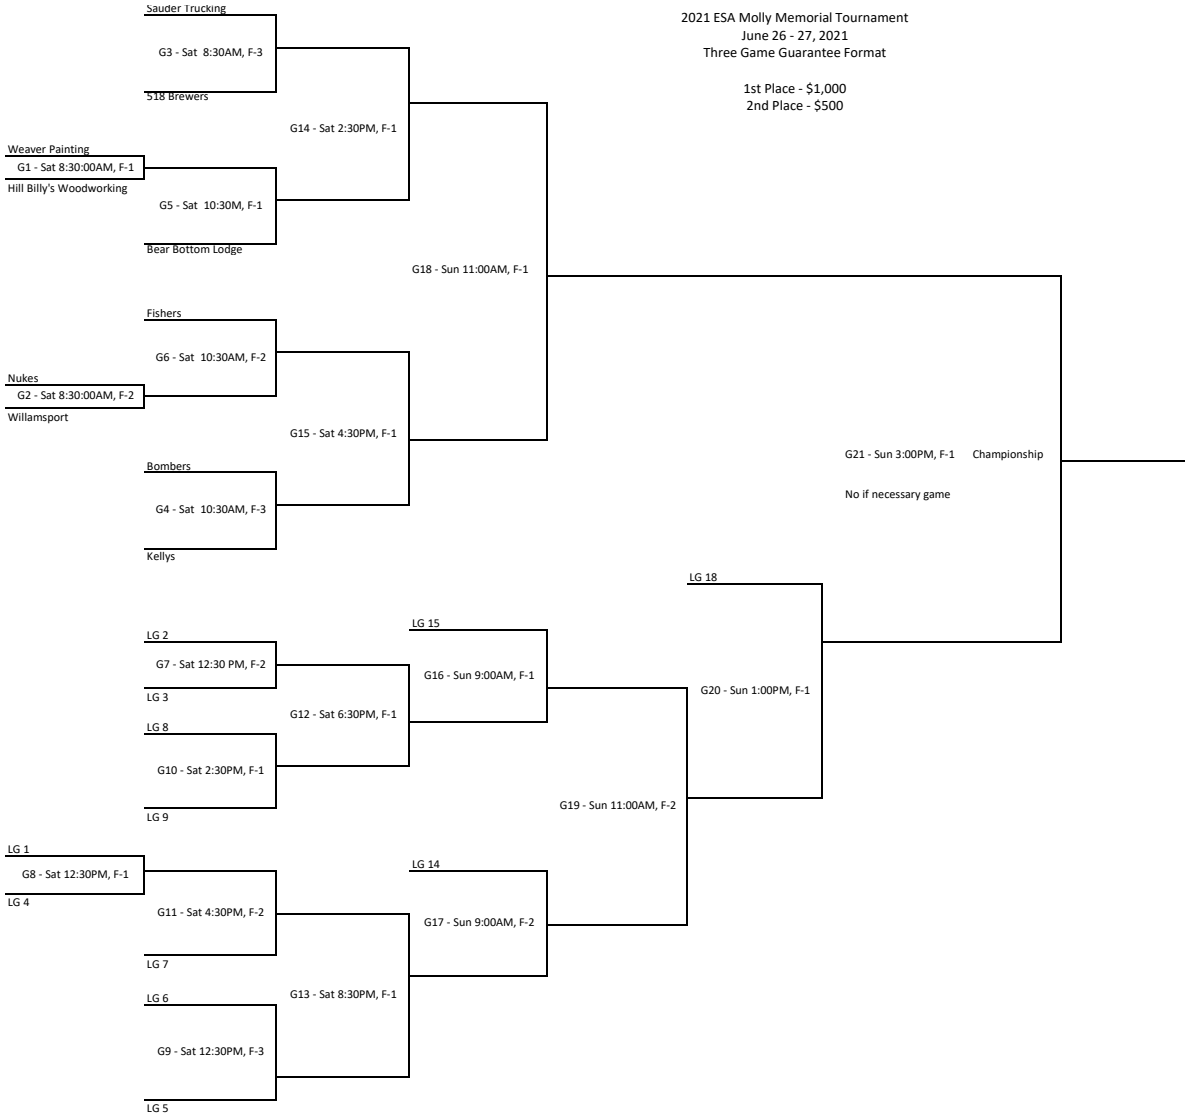 Sauder Trucking
2021 ESA Molly Memorial Tournament
June 26 - 27, 2021
Three Game Guarantee Format
1st Place - $1,000
2nd Place - $500
G3 - Sat 8:30AM, F-3
518 Brewers
G14 - Sat 2:30PM, F-1
Weaver Painting
G1 - Sat 8:30:00AM, F-1
Hill Billy's Woodworking
G5 - Sat 10:30M, F-1
Bear Bottom Lodge
G18 - Sun 11:00AM, F-1
Fishers
G6 - Sat 10:30AM, F-2
Nukes
G2 - Sat 8:30:00AM, F-2
Willamsport
G15 - Sat 4:30PM, F-1
G21 - Sun 3:00PM, F-1 Championship
Bombers
No if necessary game
G4 - Sat 10:30AM, F-3
Kellys
LG 18
LG 15
LG 2
G7 - Sat 12:30 PM, F-2
G16 - Sun 9:00AM, F-1
G20 - Sun 1:00PM, F-1
LG 3
G12 - Sat 6:30PM, F-1
LG 8
G10 - Sat 2:30PM, F-1
G19 - Sun 11:00AM, F-2
LG 9
LG 1
LG 14
G8 - Sat 12:30PM, F-1
LG 4
G11 - Sat 4:30PM, F-2
G17 - Sun 9:00AM, F-2
LG 7
G13 - Sat 8:30PM, F-1
LG 6
G9 - Sat 12:30PM, F-3
LG 5